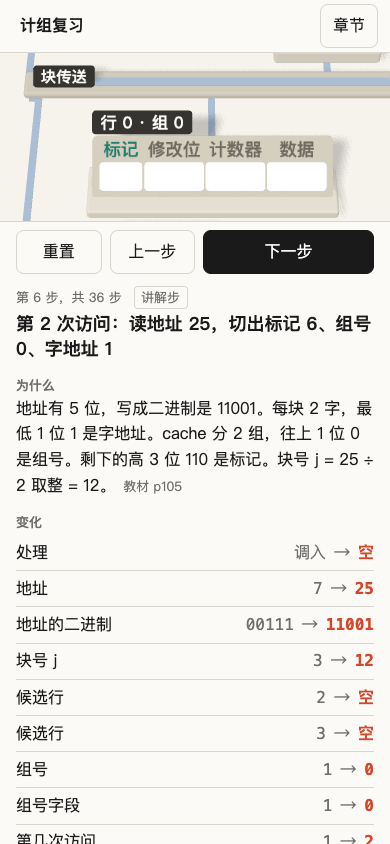 计组复习
章节
块传送
行 0 · 组 0
标记 修改位 计数器 数据
重置
上一步
下一步
第 6 步，共 36 步 讲解步
第 2 次访问：读地址 25，切出标记 6、组号
0、字地址 1
为什么
地址有 5 位，写成二进制是 11001。每块 2 字，最
低 1 位 1 是字地址。cache 分 2 组，往上 1 位 0
是组号。剩下的高 3 位 110 是标记。块号 j = 25 ÷
2 取整 = 12。 教材 p105
变化
处理 调入 → 空
地址 7 → 25
地址的二进制 00111 → 11001
块号 j 3 → 12
候选行 2 → 空
候选行 3 → 空
组号 1 → 0
组号字段 1 → 0
第几次访问 1 → 2